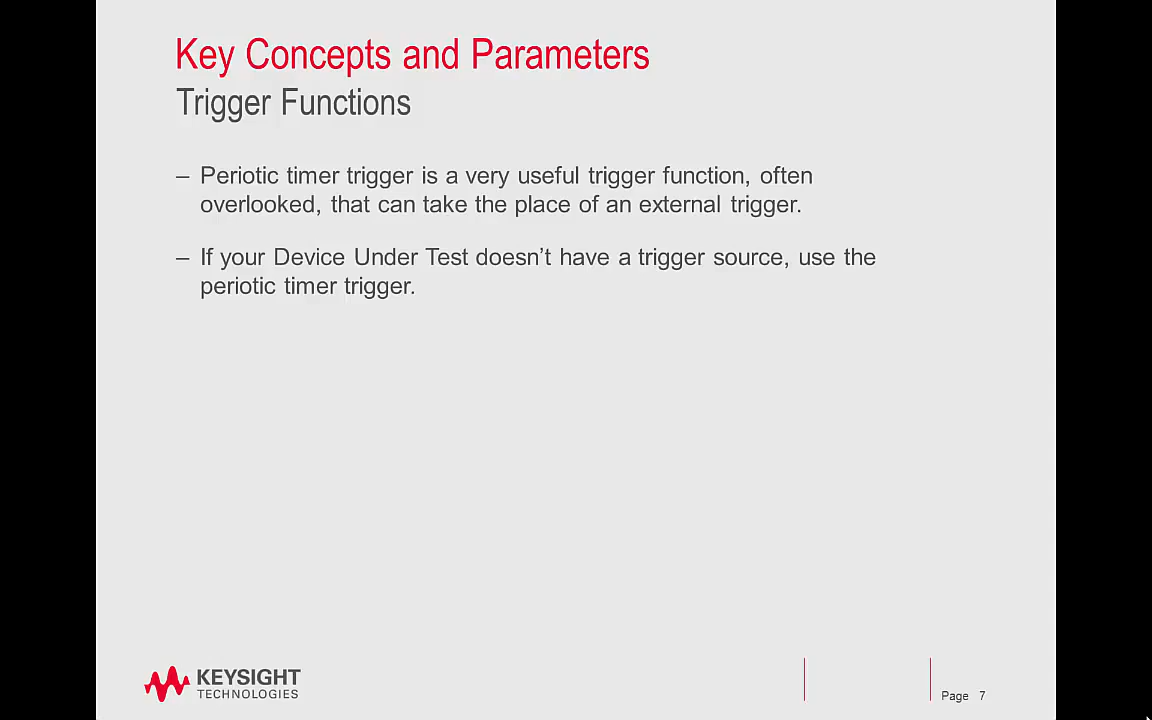 Key Concepts and Parameters
Trigger Functions
– Periotic timer trigger is a very useful trigger function, often
overlooked, that can take the place of an external trigger.
– If your Device Under Test doesn’t have a trigger source, use the
periotic timer trigger.
KEYSIGHT
TECHNOLOGIES
Page 7